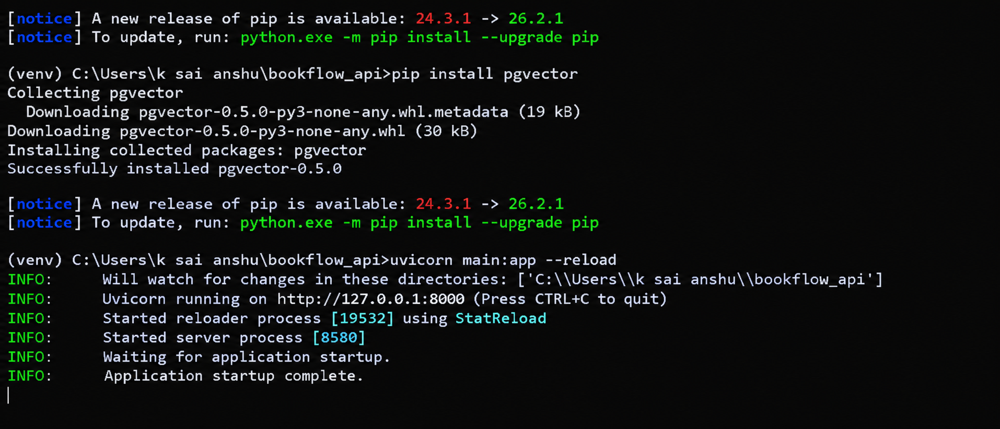 [notice] A new release of pip is available: 24.3.1 -> 26.2.1
[notice] To update, run: python.exe -m pip install --upgrade pip
(venv) C:\Users\k sai anshu\bookflow_api>pip install pgvector
Collecting pgvector
  Downloading pgvector-0.5.0-py3-none-any.whl.metadata (19 kB)
Downloading pgvector-0.5.0-py3-none-any.whl (30 kB)
Installing collected packages: pgvector
Successfully installed pgvector-0.5.0
[notice] A new release of pip is available: 24.3.1 -> 26.2.1
[notice] To update, run: python.exe -m pip install --upgrade pip
(venv) C:\Users\k sai anshu\bookflow_api>uvicorn main:app --reload
INFO:     Will watch for changes in these directories: ['C:\\Users\\k sai anshu\\bookflow_api']
INFO:     Uvicorn running on http://127.0.0.1:8000 (Press CTRL+C to quit)
INFO:     Started reloader process [19532] using StatReload
INFO:     Started server process [8580]
INFO:     Waiting for application startup.
INFO:     Application startup complete.